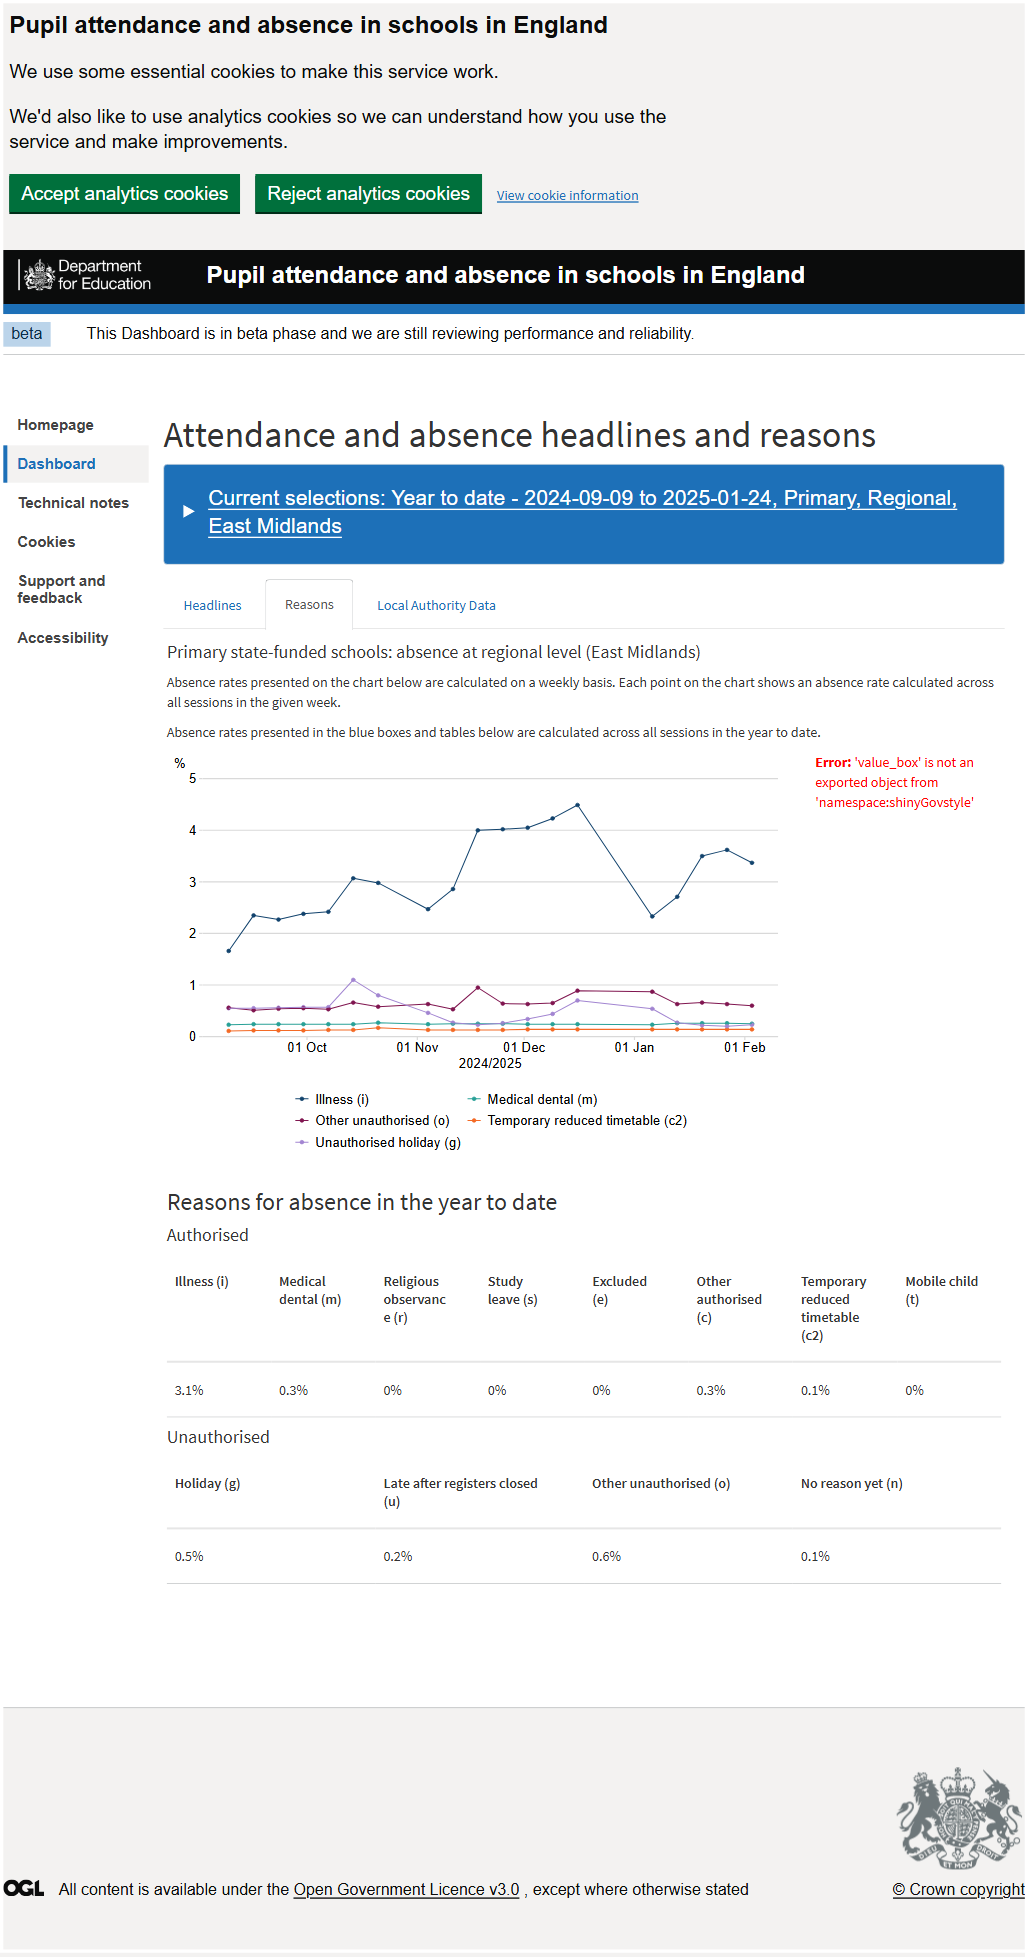 Pupil attendance and absence in schools in England
We use some essential cookies to make this service work.
We'd also like to use analytics cookies so we can understand how you use the
service and make improvements.
Accept analytics cookies
Reject analytics cookies
View cookie information
Department
for Education
Pupil attendance and absence in schools in England
beta
This Dashboard is in beta phase and we are still reviewing performance and reliability.
Homepage
Dashboard
Technical notes
Cookies
Support and
feedback
Accessibility
Attendance and absence headlines and reasons
Current selections: Year to date - 2024-09-09 to 2025-01-24, Primary, Regional,
East Midlands
Headlines
Reasons
Local Authority Data
Primary state-funded schools: absence at regional level (East Midlands)
Absence rates presented on the chart below are calculated on a weekly basis. Each point on the chart shows an absence rate calculated across
all sessions in the given week.
Absence rates presented in the blue boxes and tables below are calculated across all sessions in the year to date.
%
5
4
3
2
1
0
01 Oct
01 Nov
01 Dec
01 Jan
01 Feb
2024/2025
Illness (i)
Medical dental (m)
Other unauthorised (o)
Temporary reduced timetable (c2)
Unauthorised holiday (g)
Error: 'value_box' is not an
exported object from
'namespace:shinyGovstyle'
Reasons for absence in the year to date
Authorised
Illness (i)
Medical
dental (m)
Religious
observanc
e (r)
Study
leave (s)
Excluded
(e)
Other
authorised
(c)
Temporary
reduced
timetable
(c2)
Mobile child
(t)
3.1%
0.3%
0%
0%
0%
0.3%
0.1%
0%
Unauthorised
Holiday (g)
Late after registers closed
(u)
Other unauthorised (o)
No reason yet (n)
0.5%
0.2%
0.6%
0.1%
OGL
All content is available under the Open Government Licence v3.0 , except where otherwise stated
© Crown copyright